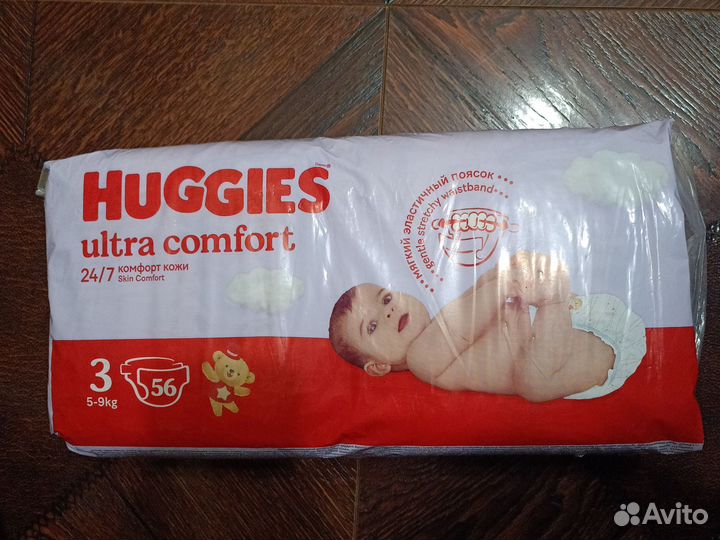 HUGGIES
ultra comfort
24/7 комфорт кожи
Skin Comfort
мягкий эластичный поясок
gentle stretchy waistband
3
5-9kg
56
Avito